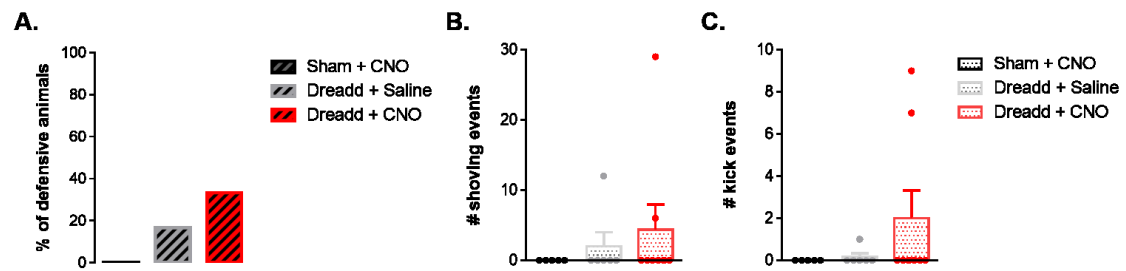 A.
% of defensive animals
100
80
60
40
20
0
Sham + CNO
Dreadd + Saline
Dreadd + CNO
B.
# shoving events
30
20
10
0
C.
# kick events
10
8
6
4
2
0
Sham + CNO
Dreadd + Saline
Dreadd + CNO